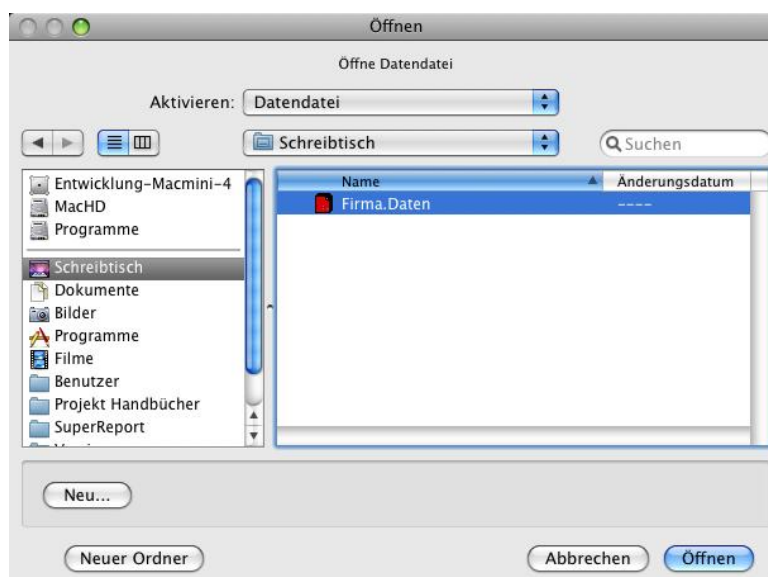 Öffnen
Öffne Datendatei
Aktivieren: Datendatei
Schreibtisch Suchen
Entwicklung-Macmini-4
MacHD
Programme
Schreibtisch
Dokumente
Bilder
Programme
Filme
Benutzer
Projekt Handbücher
SuperReport
Name Änderungsdatum
Firma.Daten ----
Neu...
Neuer Ordner Abbrechen Öffnen